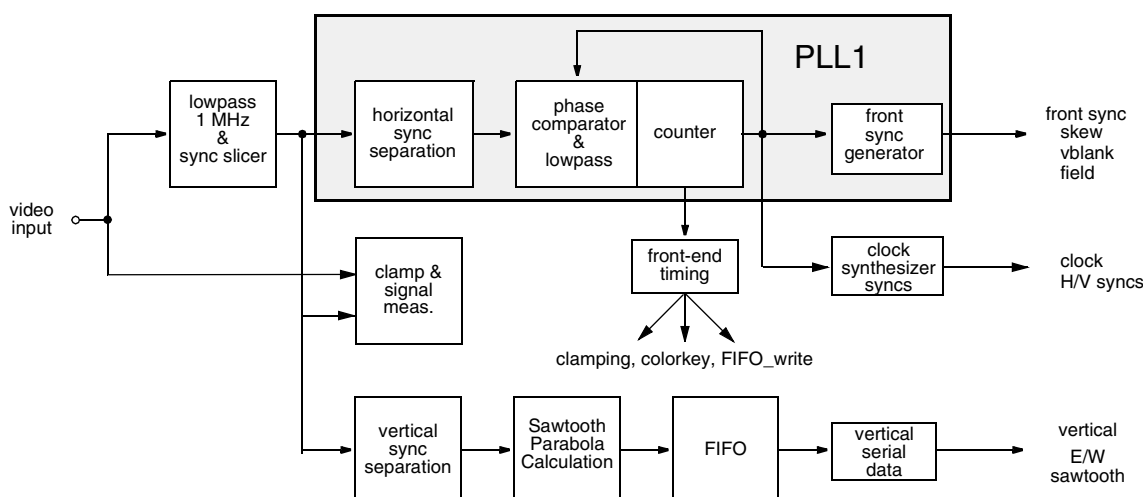 PLL1
lowpass
1 MHz
&
sync slicer
horizontal
sync
separation
phase
comparator
&
lowpass
counter
front
sync
generator
front sync
skew
vblank
field
video
input
clamp &
signal
meas.
front-end
timing
clock
synthesizer
syncs
clock
H/V syncs
clamping, colorkey, FIFO_write
vertical
sync
separation
Sawtooth
Parabola
Calculation
FIFO
vertical
serial
data
vertical
E/W
sawtooth